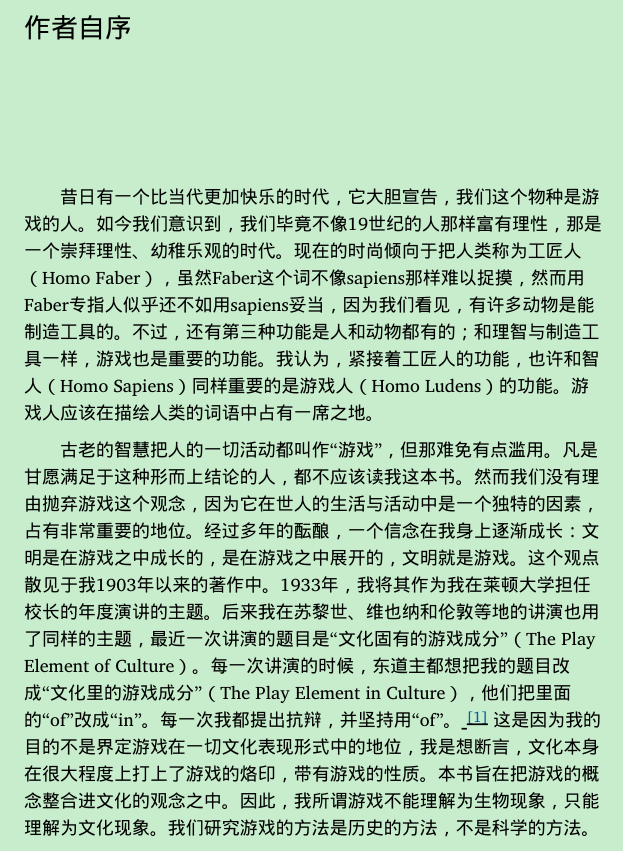 作者自序
昔日有一个比当代更加快乐的时代，它大胆宣告，我们这个物种是游
戏的人。如今我们意识到，我们毕竟不像19世纪的人那样富有理性，那是
一个崇拜理性、幼稚乐观的时代。现在的时尚倾向于把人类称为工匠人
（Homo Faber），虽然Faber这个词不像sapiens那样难以捉摸，然而用
Faber专指人似乎还不如用sapiens妥当，因为我们看见，有许多动物是能
制造工具的。不过，还有第三种功能是人和动物都有的；和理智与制造工
具一样，游戏也是重要的功能。我认为，紧接着工匠人的功能，也许和智
人（Homo Sapiens）同样重要的是游戏人（Homo Ludens）的功能。游
戏人应该在描绘人类的词语中占有一席之地。
古老的智慧把人的一切活动都叫作“游戏”，但那难免有点滥用。凡是
甘愿满足于这种形而上结论的人，都不应该读我这本书。然而我们没有理
由抛弃游戏这个观念，因为它在世人的生活与活动中是一个独特的因素，
占有非常重要的地位。经过多年的酝酿，一个信念在我身上逐渐成长：文
明是在游戏之中成长的，是在游戏之中展开的，文明就是游戏。这个观点
散见于我1903年以来的著作中。1933年，我将其作为我在莱顿大学担任
校长的年度演讲的主题。后来我在苏黎世、维也纳和伦敦等地的讲演也用
了同样的主题，最近一次讲演的题目是“文化固有的游戏成分”（The Play
Element of Culture）。每一次讲演的时候，东道主都想把我的题目改
成“文化里的游戏成分”（The Play Element in Culture），他们把里面
的“of”改成“in”。每一次我都提出抗辩，并坚持用“of”。[1] 这是因为我的
目的不是界定游戏在一切文化表现形式中的地位，我是想断言，文化本身
在很大程度上打上了游戏的烙印，带有游戏的性质。本书旨在把游戏的概
念整合进文化的观念之中。因此，我所谓游戏不能理解为生物现象，只能
理解为文化现象。我们研究游戏的方法是历史的方法，不是科学的方法。